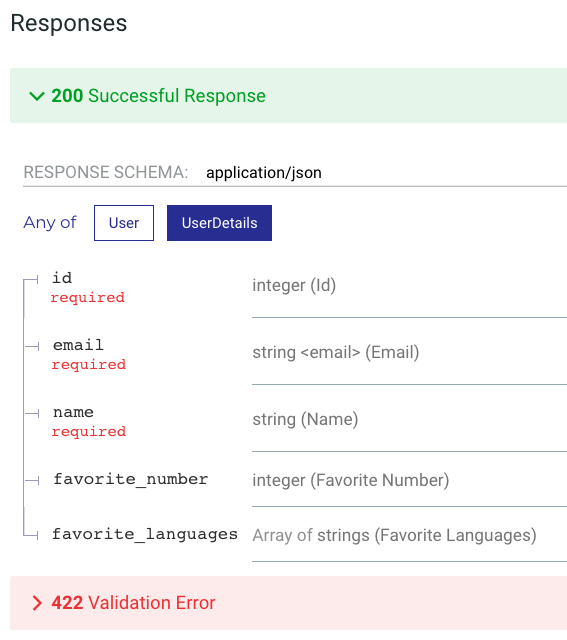 Responses
200 Successful Response
RESPONSE SCHEMA: application/json
Any of User UserDetails
id integer (Id)
required
email string <email> (Email)
required
name string (Name)
required
favorite_number integer (Favorite Number)
favorite_languages Array of strings (Favorite Languages)
422 Validation Error